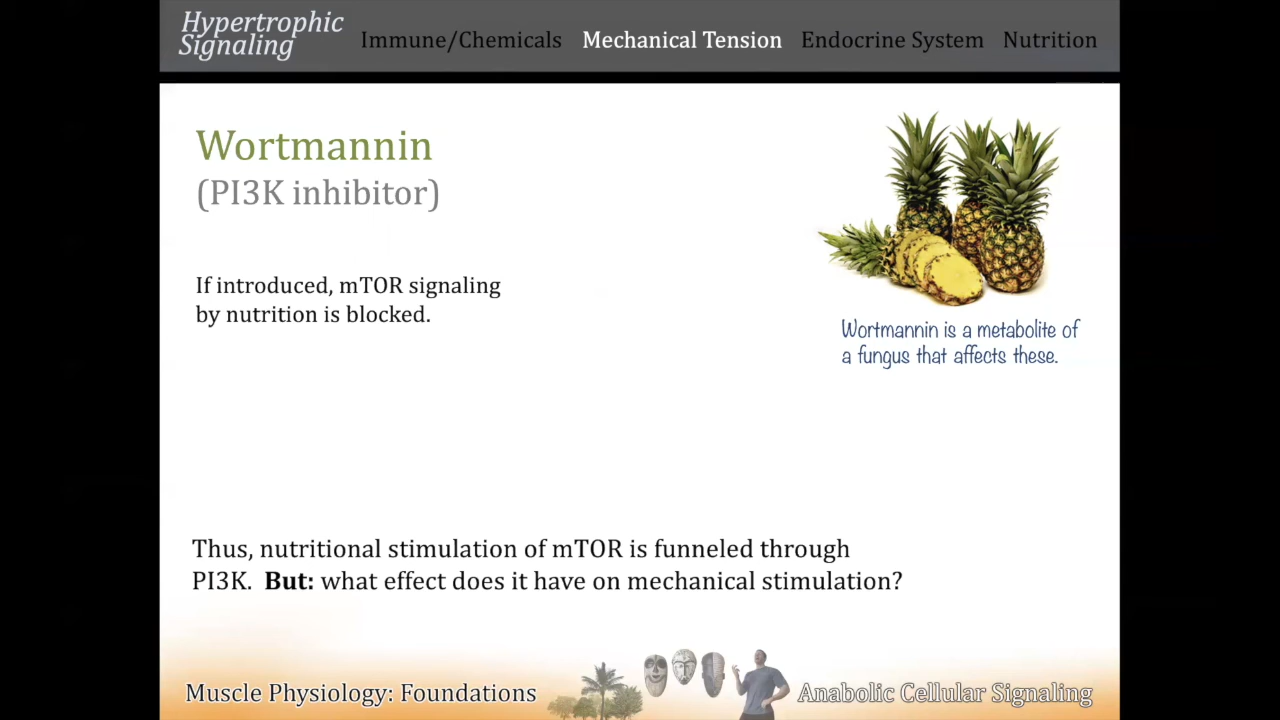 Hypertrophic
Signaling
Immune/Chemicals Mechanical Tension Endocrine System Nutrition
Wortmannin
(PI3K inhibitor)
If introduced, mTOR signaling
by nutrition is blocked.
Wortmannin is a metabolite of
a fungus that affects these.
Thus, nutritional stimulation of mTOR is funneled through
PI3K. But: what effect does it have on mechanical stimulation?
Muscle Physiology: Foundations
Anabolic Cellular Signaling